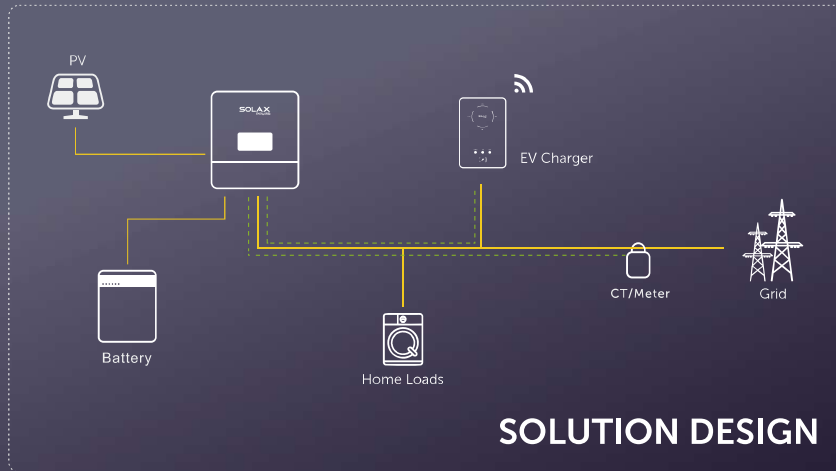 PV
SOLAX
EV Charger
CT/Meter
Grid
Battery
Home Loads
SOLUTION DESIGN